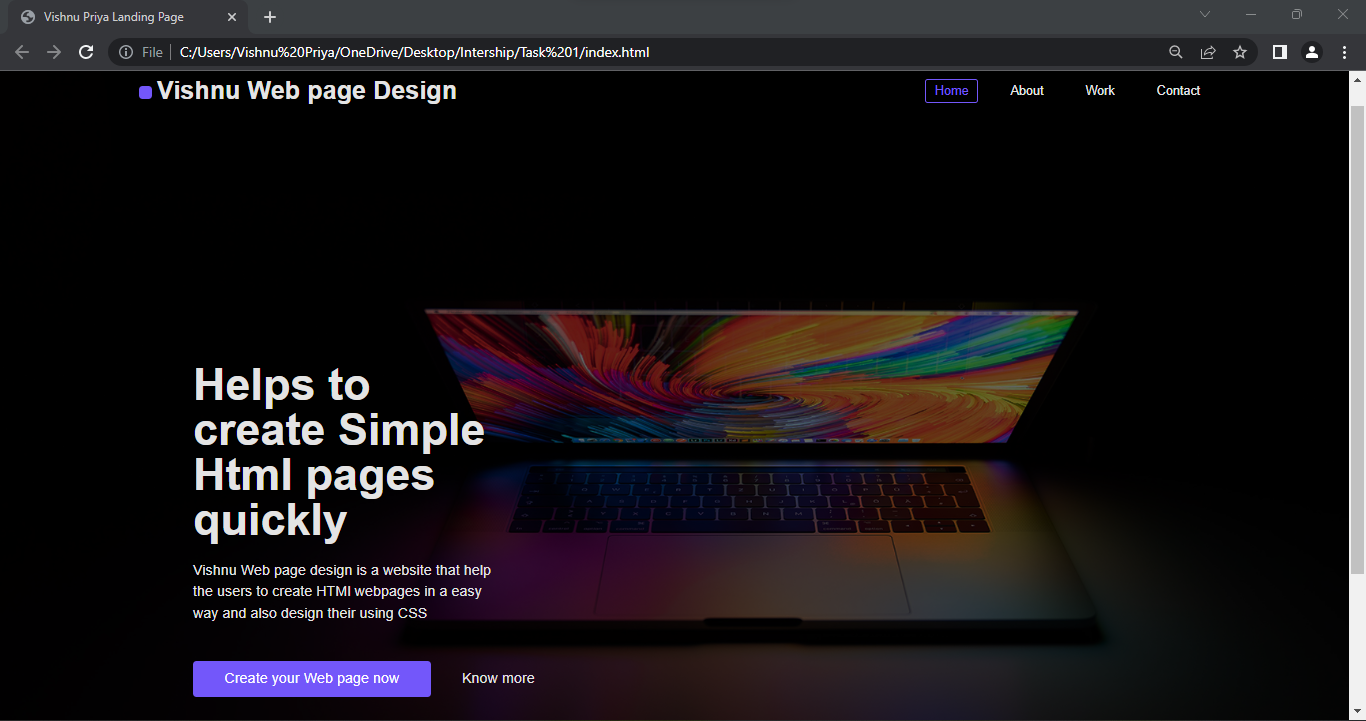 Vishnu Priya Landing Page
File C:/Users/Vishnu%20Priya/OneDrive/Desktop/Intership/Task%201/index.html
Vishnu Web page Design Home About Work Contact
Helps to
create Simple
Html pages
quickly
Vishnu Web page design is a website that help
the users to create HTMl webpages in a easy
way and also design their using CSS
Create your Web page now Know more